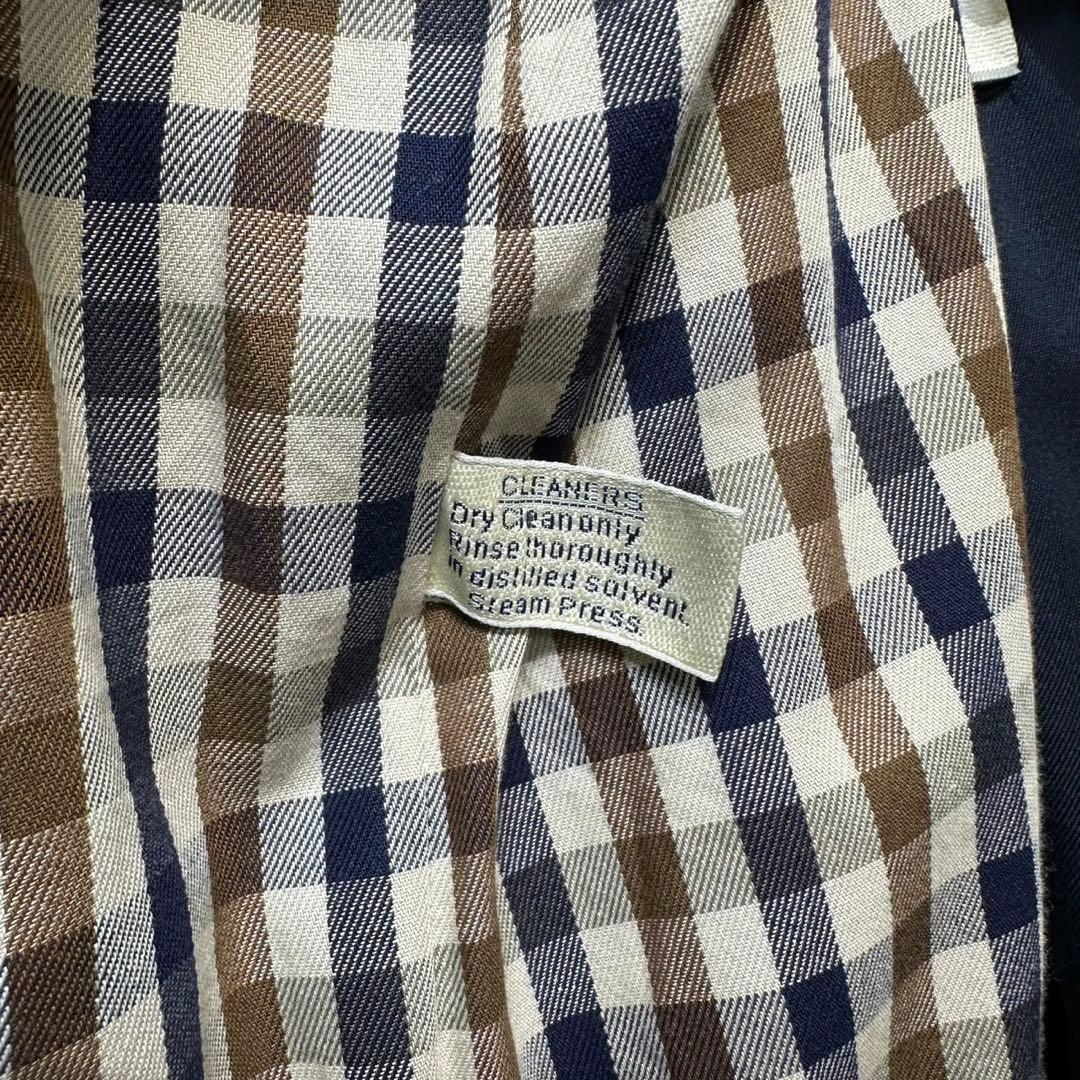 CLEANERS
Dry Clean only
Rinse thoroughly
in distilled solvent
Steam Press